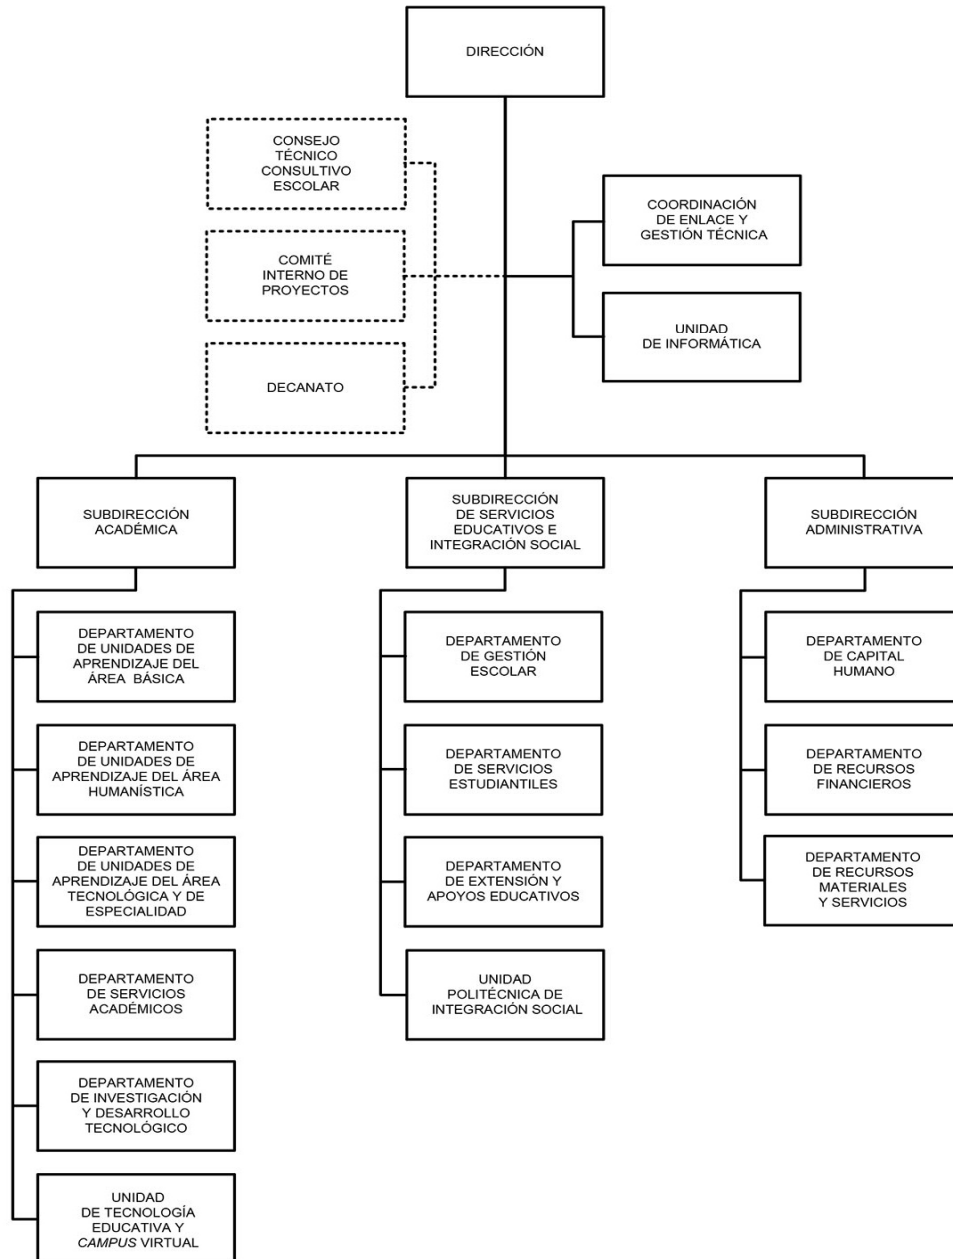 DIRECCIÓN
CONSEJO
TÉCNICO
CONSULTIVO
ESCOLAR
COMITÉ
INTERNO DE
PROYECTOS
DECANATO
COORDINACIÓN
DE ENLACE Y
GESTIÓN TÉCNICA
UNIDAD
DE INFORMÁTICA
SUBDIRECCIÓN
ACADÉMICA
SUBDIRECCIÓN
DE SERVICIOS
EDUCATIVOS E
INTEGRACIÓN SOCIAL
SUBDIRECCIÓN
ADMINISTRATIVA
DEPARTAMENTO
DE UNIDADES DE
APRENDIZAJE DEL
ÁREA BÁSICA
DEPARTAMENTO
DE UNIDADES DE
APRENDIZAJE DEL ÁREA
HUMANÍSTICA
DEPARTAMENTO
DE UNIDADES DE
APRENDIZAJE DEL ÁREA
TECNOLÓGICA Y DE
ESPECIALIDAD
DEPARTAMENTO
DE SERVICIOS
ACADÉMICOS
DEPARTAMENTO
DE INVESTIGACIÓN
Y DESARROLLO
TECNOLÓGICO
UNIDAD
DE TECNOLOGÍA
EDUCATIVA Y
CAMPUS VIRTUAL
DEPARTAMENTO
DE GESTIÓN
ESCOLAR
DEPARTAMENTO
DE SERVICIOS
ESTUDIANTILES
DEPARTAMENTO
DE EXTENSIÓN Y
APOYOS EDUCATIVOS
UNIDAD
POLITÉCNICA DE
INTEGRACIÓN SOCIAL
DEPARTAMENTO
DE CAPITAL
HUMANO
DEPARTAMENTO
DE RECURSOS
FINANCIEROS
DEPARTAMENTO
DE RECURSOS
MATERIALES
Y SERVICIOS